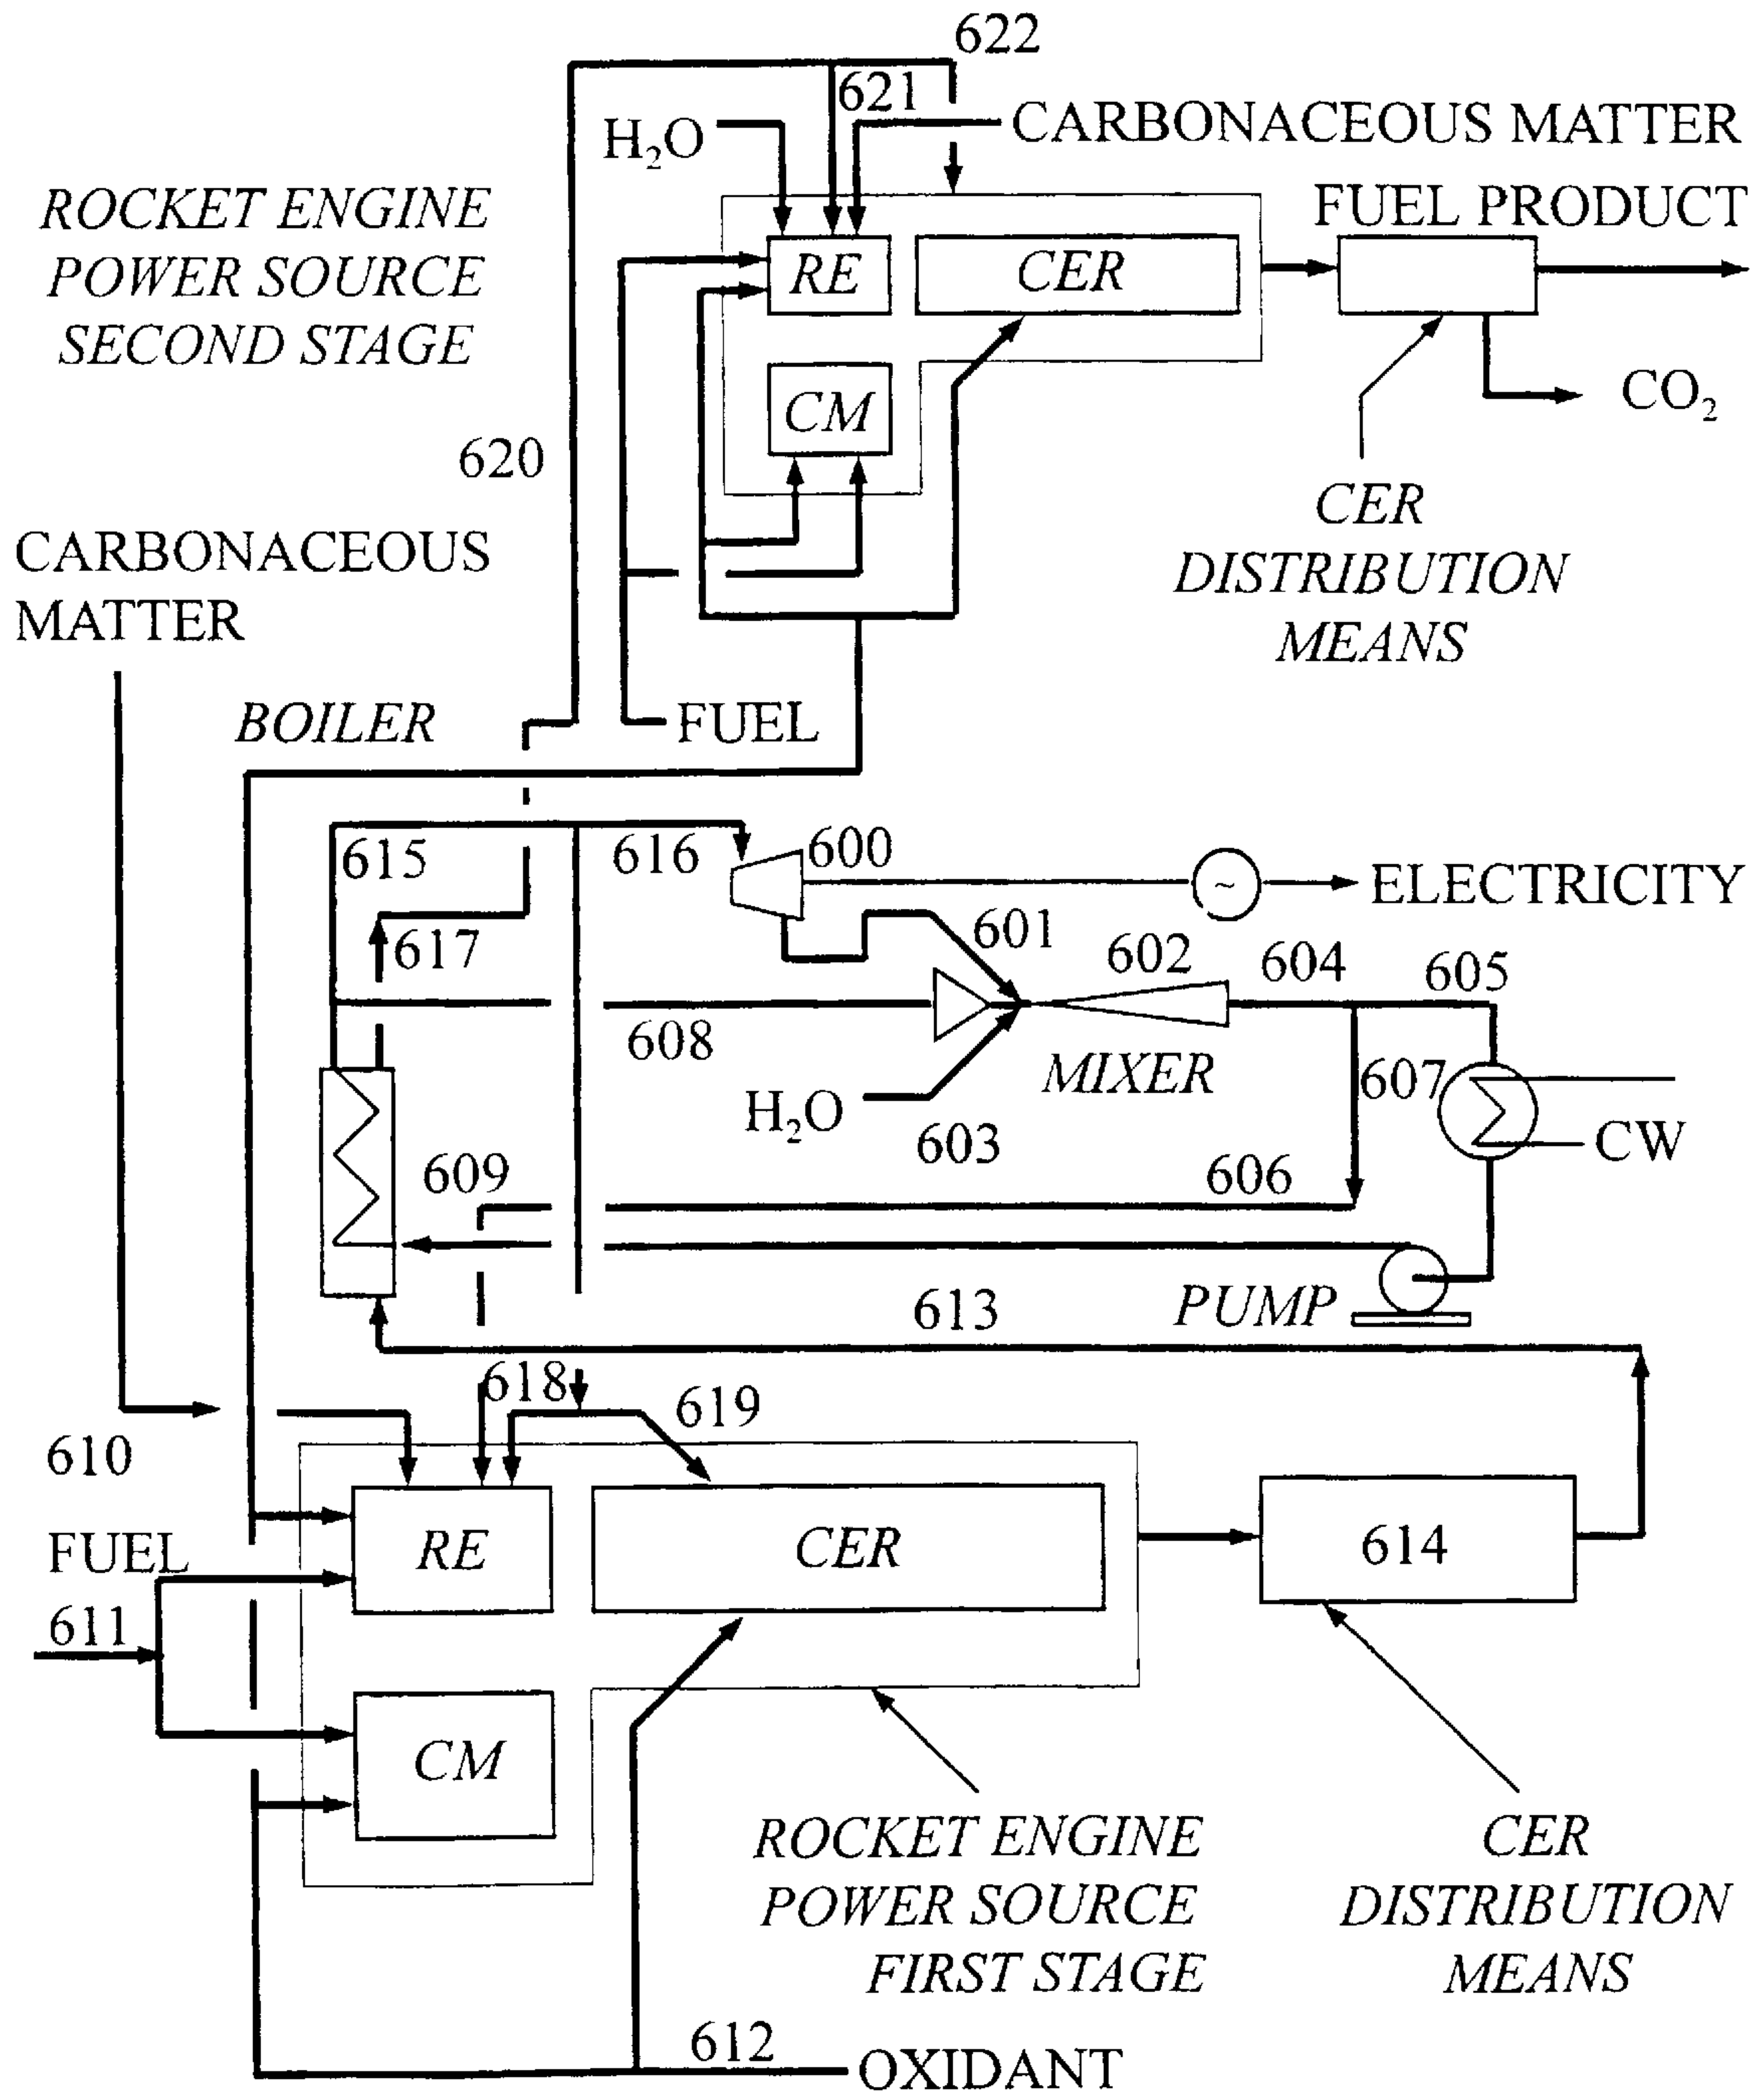 622
621
H₂O
CARBONACEOUS MATTER
ROCKET ENGINE
POWER SOURCE
SECOND STAGE
FUEL PRODUCT
RE
CER
CM
CO₂
620
CER
DISTRIBUTION
MEANS
CARBONACEOUS
MATTER
BOILER
FUEL
615
616
600
~
ELECTRICITY
617
601
602
604
605
608
MIXER
607
H₂O
603
CW
609
606
613
PUMP
618
619
610
FUEL
RE
CER
614
611
CM
ROCKET ENGINE
POWER SOURCE
FIRST STAGE
CER
DISTRIBUTION
MEANS
612
OXIDANT